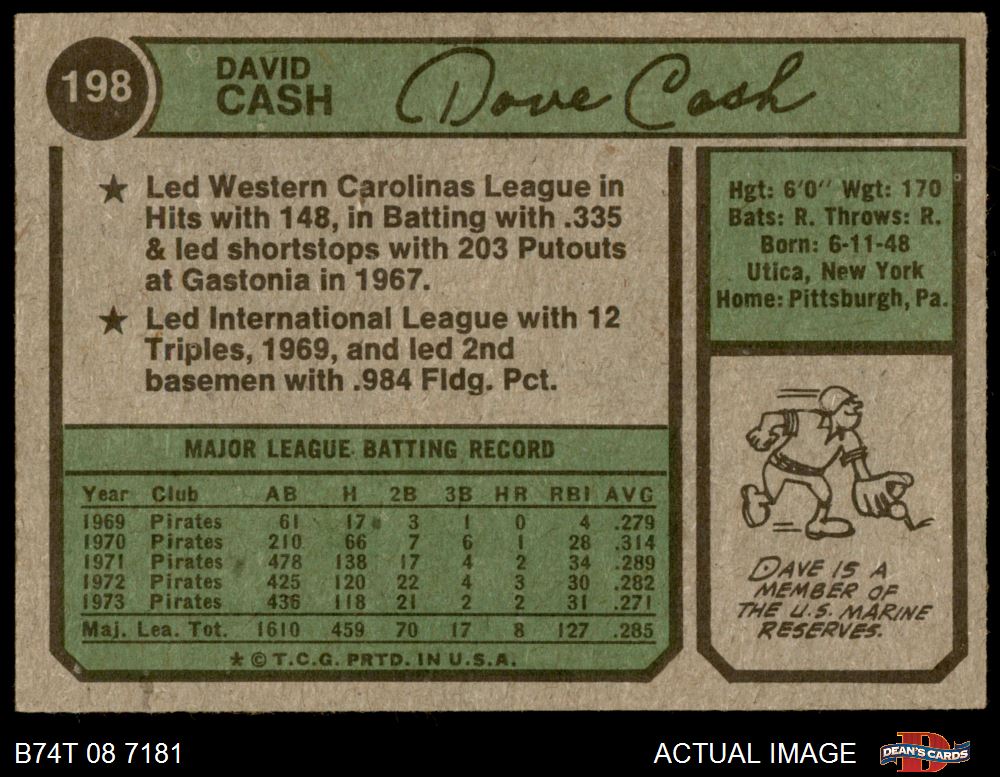 198
DAVID
CASH
Dave Cash
★ Led Western Carolinas League in
Hits with 148, in Batting with .335
& led shortstops with 203 Putouts
at Gastonia in 1967.
★ Led International League with 12
Triples, 1969, and led 2nd
basemen with .984 Fldg. Pct.
Hgt: 6'0'' Wgt: 170
Bats: R. Throws: R.
Born: 6-11-48
Utica, New York
Home: Pittsburgh, Pa.
MAJOR LEAGUE BATTING RECORD
Year Club AB H 2B 3B HR RBI AVG
1969 Pirates 61 17 3 1 0 4 .279
1970 Pirates 210 66 7 6 1 28 .314
1971 Pirates 478 138 17 4 2 34 .289
1972 Pirates 425 120 22 4 3 30 .282
1973 Pirates 436 118 21 2 2 31 .271
Maj. Lea. Tot. 1610 459 70 17 8 127 .285
★ © T.C.G. PRTD. IN U.S.A.
DAVE IS A
MEMBER OF
THE U.S. MARINE
RESERVES.
B74T 08 7181
ACTUAL IMAGE
DEAN'S CARDS